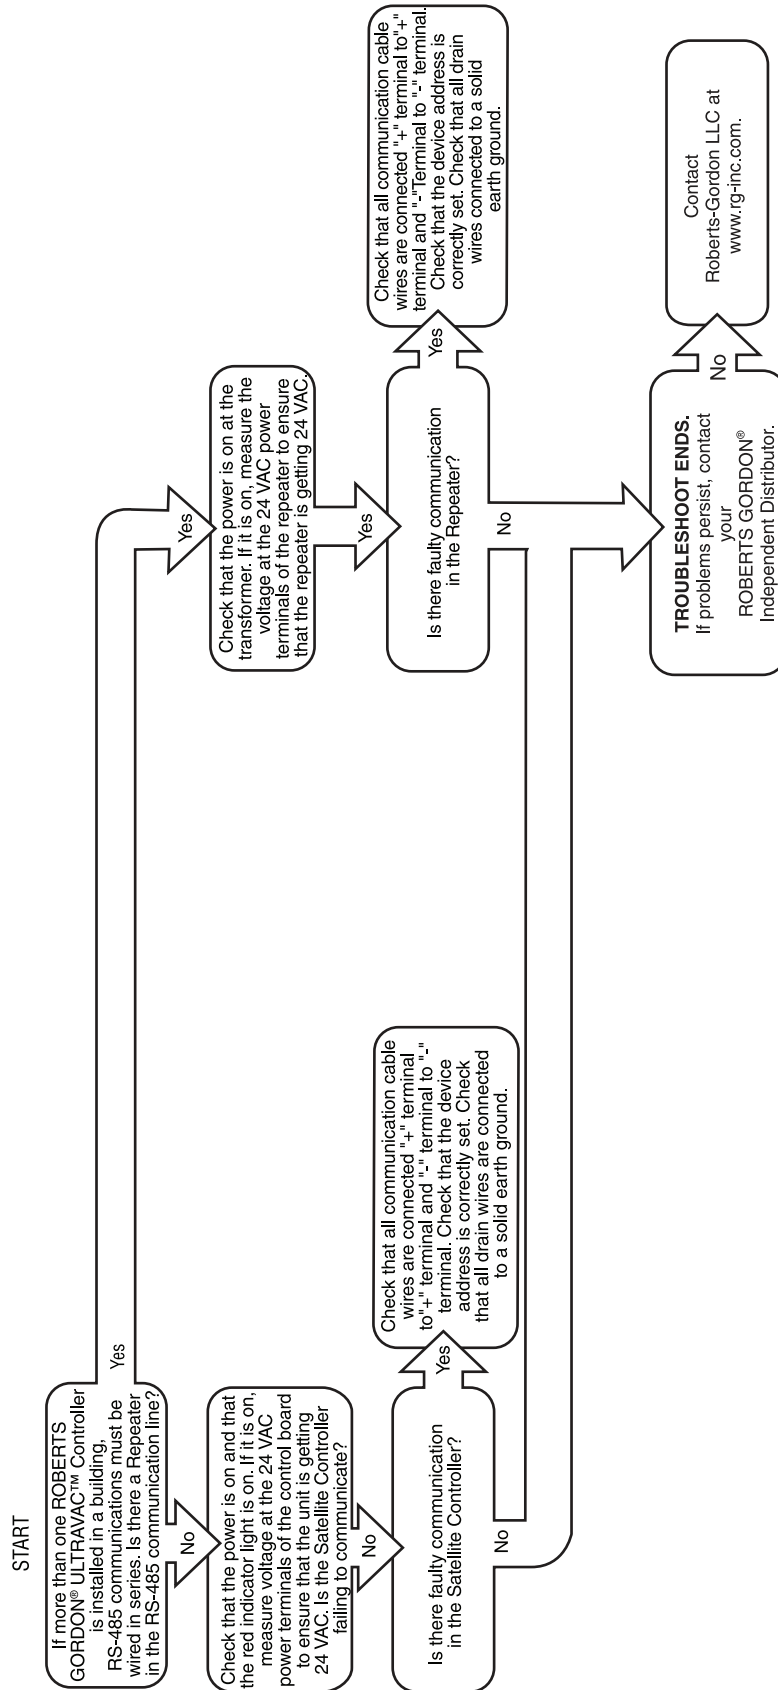 START
If more than one ROBERTS
GORDON® ULTRAVAC™ Controller
is installed in a building,
RS-485 communications must be
wired in series. Is there a Repeater
in the RS-485 communication line?
Yes
No
Check that the power is on and that
the red indicator light is on. If it is on,
measure voltage at the 24 VAC
power terminals of the control board
to ensure that the unit is getting
24 VAC. Is the Satellite Controller
failing to communicate?
No
Is there faulty communication
in the Satellite Controller?
Yes
Check that all communication cable
wires are connected "+" terminal
to"+" terminal and "-" terminal to "-"
terminal. Check that the device
address is correctly set. Check
that all drain wires are connected
to a solid earth ground.
No
Yes
Check that the power is on at the
transformer. If it is on, measure the
voltage at the 24 VAC power
terminals of the repeater to ensure
that the repeater is getting 24 VAC.
Yes
Is there faulty communication
in the Repeater?
Yes
Check that all communication cable
wires are connected "+" terminal to"+"
terminal and "-"Terminal to "-" terminal.
Check that the device address is
correctly set. Check that all drain
wires connected to a solid
earth ground.
No
TROUBLESHOOT ENDS.
If problems persist, contact
your
ROBERTS GORDON®
Independent Distributor.
No
Contact
Roberts-Gordon LLC at
www.rg-inc.com.